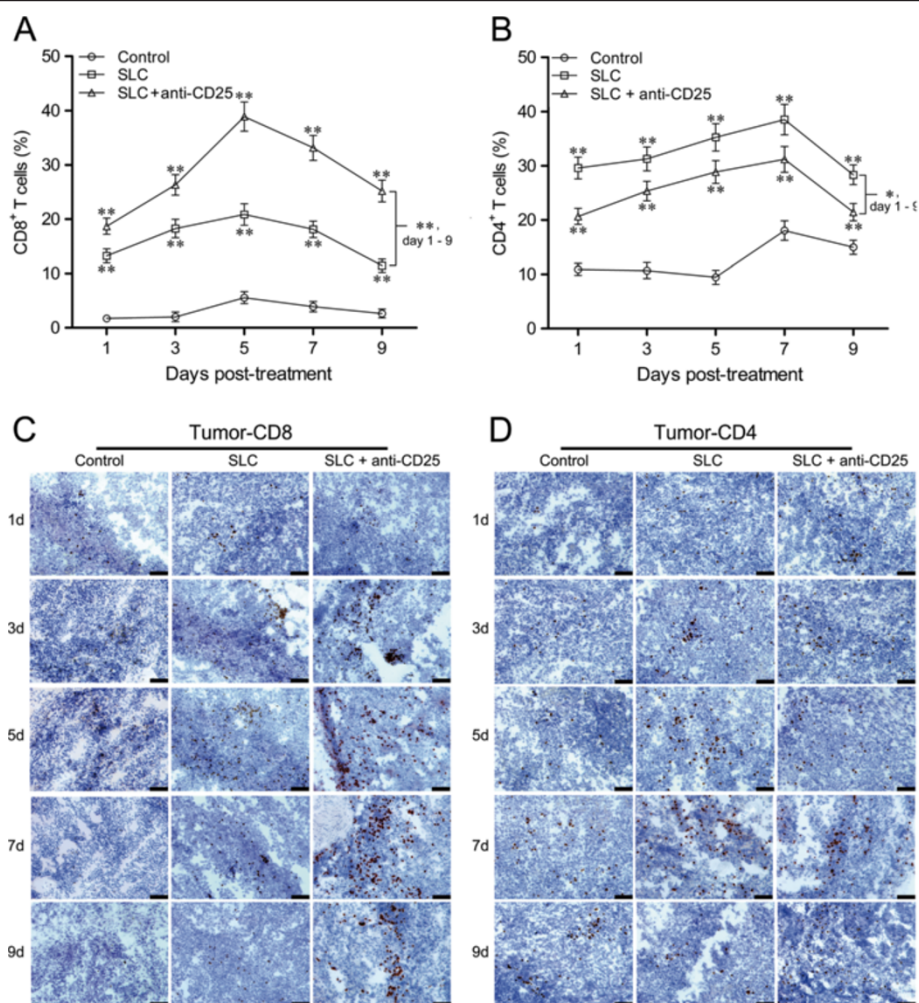 A
50
40
30
20
10
0
CD8+ T cells (%)
Control
SLC
SLC+anti-CD25
**
**
**
**
**
**
**
**
**
**
**,
day 1 - 9
1 3 5 7 9
Days post-treatment
B
50
40
30
20
10
0
CD4+ T cells (%)
Control
SLC
SLC + anti-CD25
**
**
**
**
**
**
**
**
**
**
*,
day 1 - 9
1 3 5 7 9
Days post-treatment
C
Tumor-CD8
Control SLC SLC + anti-CD25
1d
3d
5d
7d
9d
D
Tumor-CD4
Control SLC SLC + anti-CD25
1d
3d
5d
7d
9d